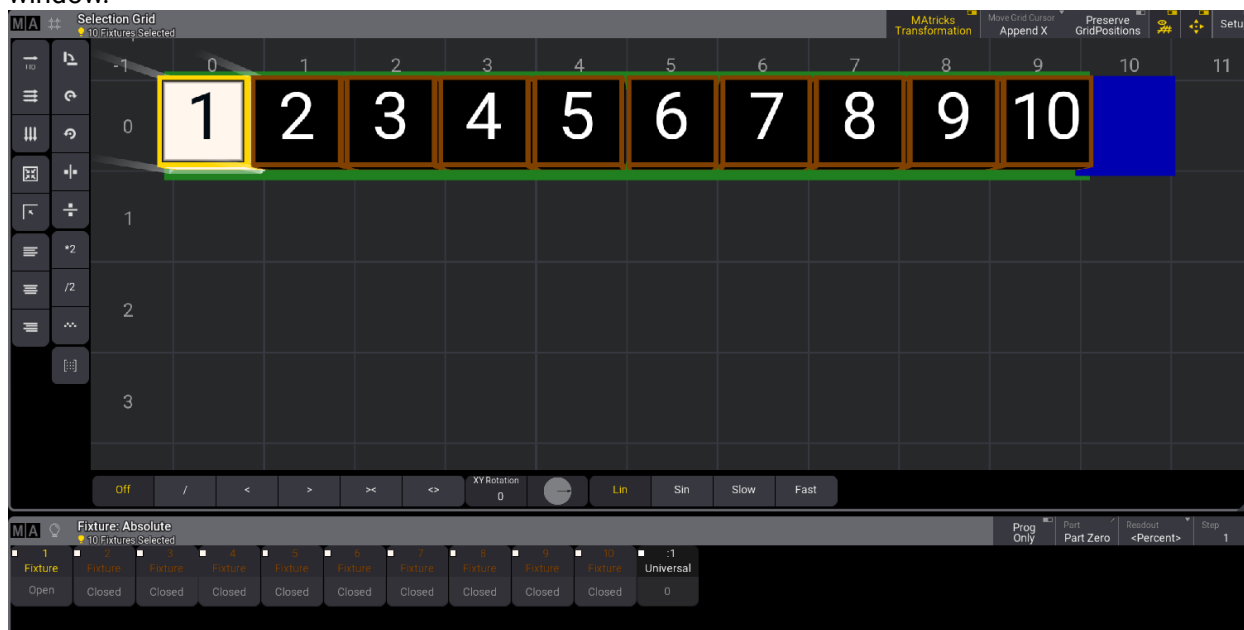 window.
MA Selection Grid
10 Fixtures Selected
MAtricks Transformation
Move Grid Cursor Append X
Preserve GridPositions
Setu
-1 0 1 2 3 4 5 6 7 8 9 10 11
0 1 2 3 4 5 6 7 8 9 10
1
*2
/2
2
3
Off / < > >< <> XY Rotation 0 Lin Sin Slow Fast
MA Fixture: Absolute
10 Fixtures Selected
Prog Only
Part Part Zero
Readout <Percent>
Step 1
1 2 3 4 5 6 7 8 9 10 :1
Fixture Fixture Fixture Fixture Fixture Fixture Fixture Fixture Fixture Fixture Universal
Open Closed Closed Closed Closed Closed Closed Closed Closed Closed 0